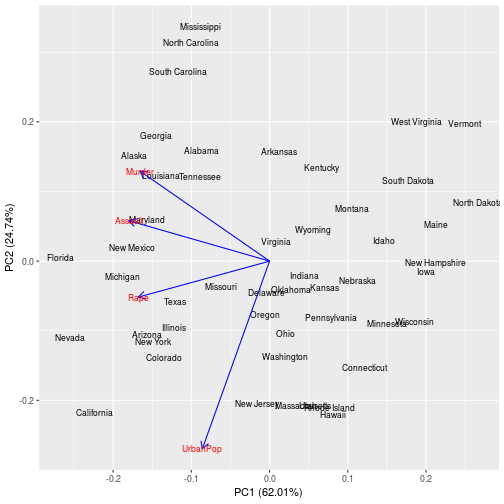 Mississippi
North Carolina
South Carolina
West Virginia
Vermont
Georgia
Alabama
Arkansas
Alaska
Kentucky
Murder
Louisiana
Tennessee
South Dakota
North Dakota
Montana
Assault
Maryland
Maine
Wyoming
Virginia
Idaho
New Mexico
Florida
New Hampshire
Iowa
Michigan
Indiana
Nebraska
Missouri
Delaware
Oklahoma
Kansas
Rape
Texas
Oregon
Pennsylvania
Minnesota
Wisconsin
Illinois
Arizona
Ohio
Nevada
New York
Colorado
Washington
Connecticut
New Jersey
Massachusetts
Rhode Island
California
Hawaii
UrbanPop
0.2
0.0
-0.2
-0.2
-0.1
0.0
0.1
0.2
PC1 (62.01%)
PC2 (24.74%)